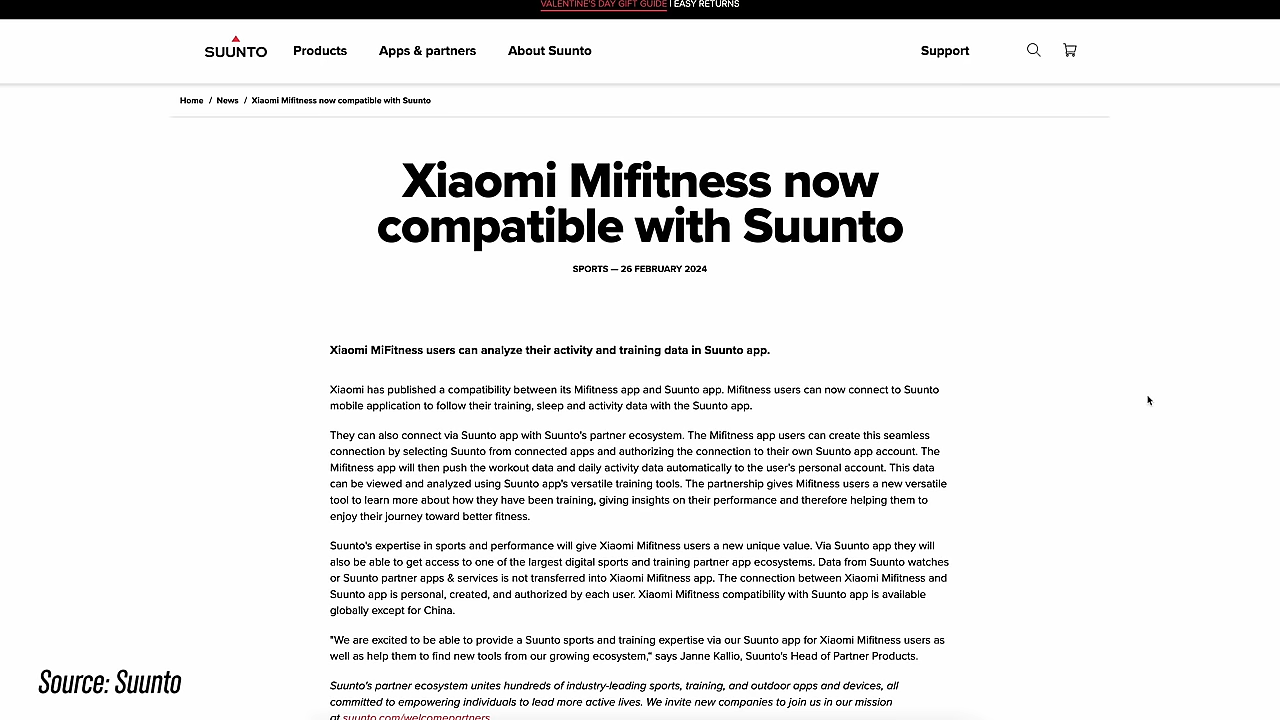 VALENTINE'S DAY GIFT GUIDE | EASY RETURNS
SUUNTO Products Apps & partners About Suunto Support
Home / News / Xiaomi Mifitness now compatible with Suunto
Xiaomi Mifitness now
compatible with Suunto
SPORTS — 26 FEBRUARY 2024
Xiaomi MiFitness users can analyze their activity and training data in Suunto app.
Xiaomi has published a compatibility between its Mifitness app and Suunto app. Mifitness users can now connect to Suunto
mobile application to follow their training, sleep and activity data with the Suunto app.
They can also connect via Suunto app with Suunto's partner ecosystem. The Mifitness app users can create this seamless
connection by selecting Suunto from connected apps and authorizing the connection to their own Suunto app account. The
Mifitness app will then push the workout data and daily activity data automatically to the user's personal account. This data
can be viewed and analyzed using Suunto app's versatile training tools. The partnership gives Mifitness users a new versatile
tool to learn more about how they have been training, giving insights on their performance and therefore helping them to
enjoy their journey toward better fitness.
Suunto's expertise in sports and performance will give Xiaomi Mifitness users a new unique value. Via Suunto app they will
also be able to get access to one of the largest digital sports and training partner app ecosystems. Data from Suunto watches
or Suunto partner apps & services is not transferred into Xiaomi Mifitness app. The connection between Xiaomi Mifitness and
Suunto app is personal, created, and authorized by each user. Xiaomi Mifitness compatibility with Suunto app is available
globally except for China.
"We are excited to be able to provide a Suunto sports and training expertise via our Suunto app for Xiaomi Mifitness users as
well as help them to find new tools from our growing ecosystem,“ says Janne Kallio, Suunto's Head of Partner Products.
Suunto's partner ecosystem unites hundreds of industry-leading sports, training, and outdoor apps and devices, all
committed to empowering individuals to lead more active lives. We invite new companies to join us in our mission
at suunto.com/welcomepartners
Source: Suunto